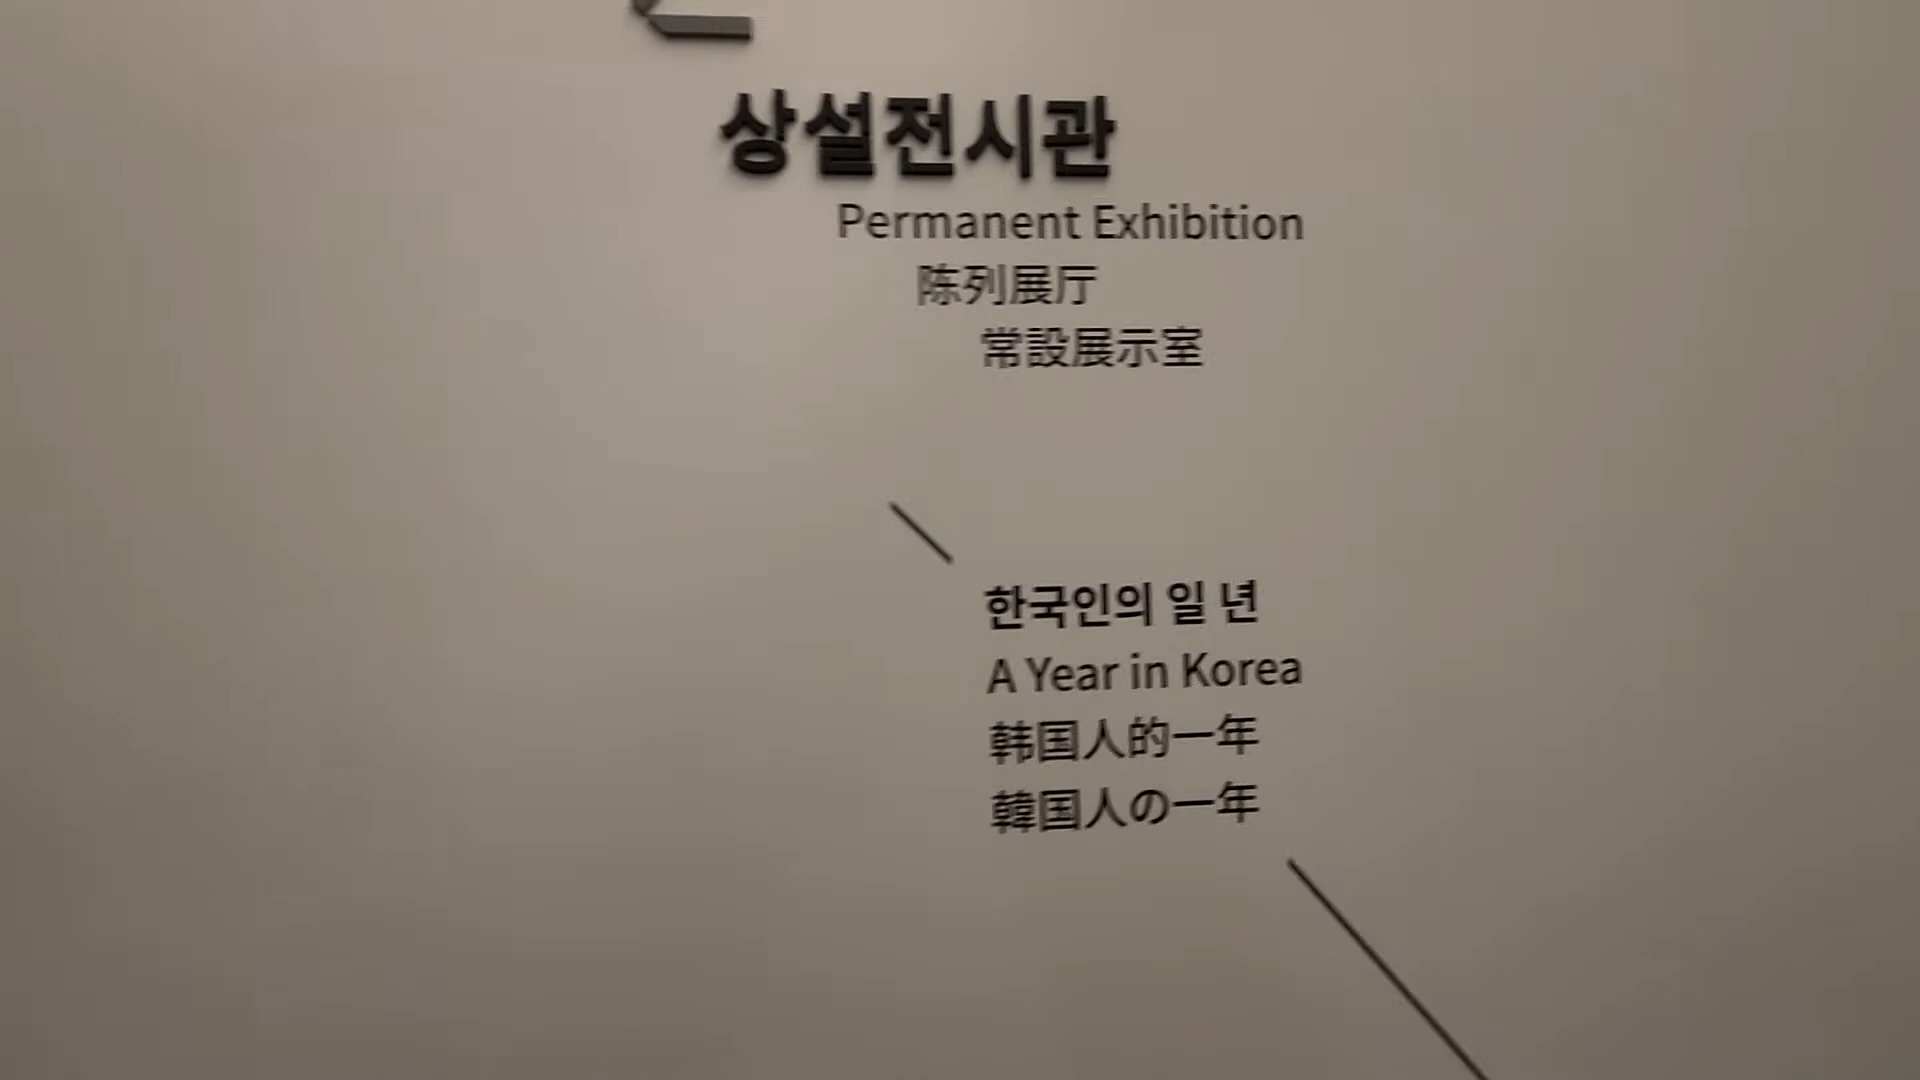 상설전시관
Permanent Exhibition
陈列展厅
常設展示室
한국인의 일 년
A Year in Korea
韩国人的一年
韓国人の一年